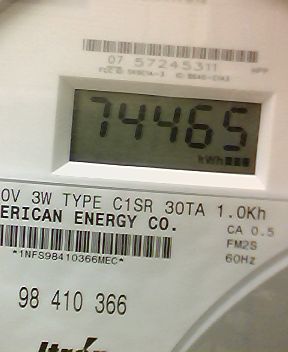 07 57245311
74465
kWh
0V 3W TYPE C1SR 30TA 1.0Kh
ERICAN ENERGY CO.
CA 0.5
FM2S
60Hz
*1NFS98410366MEC*
98 410 366
Itrón